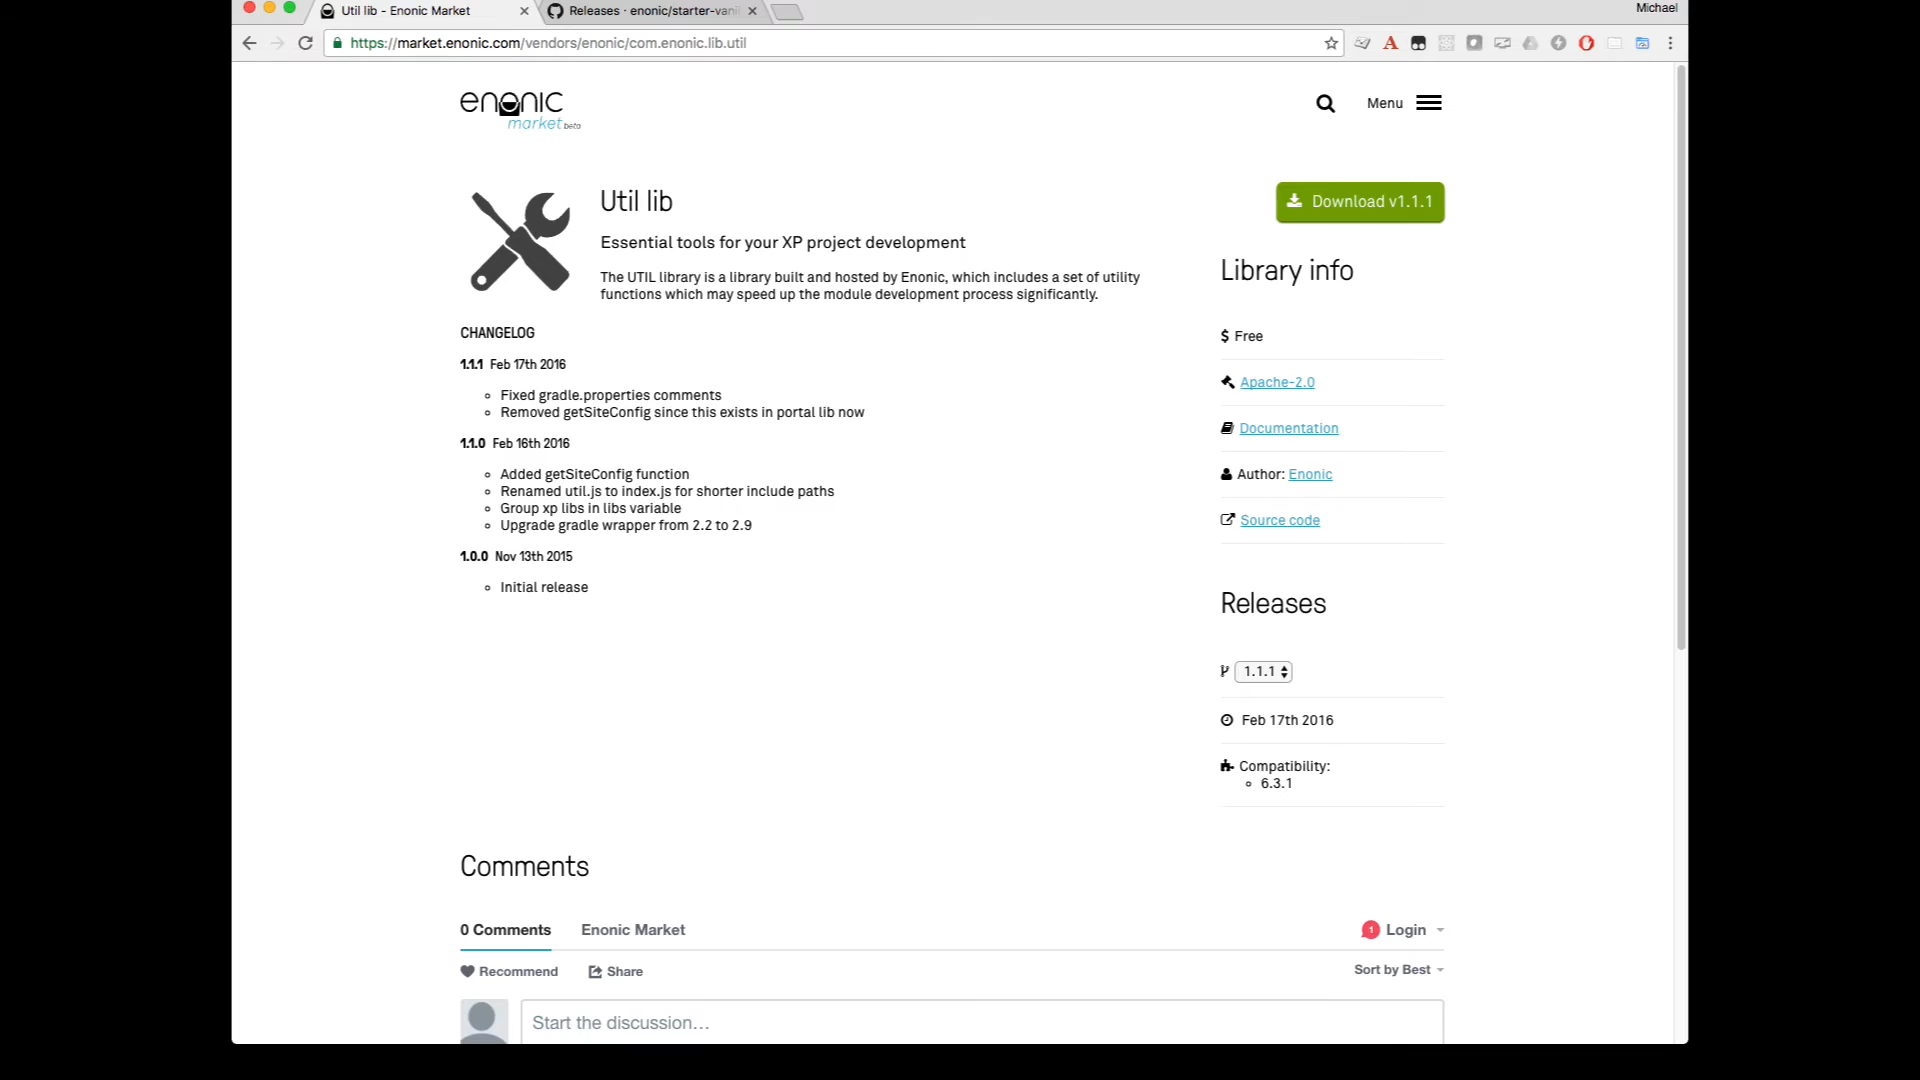 Util lib - Enonic Market
Releases · enonic/starter-vani
Michael
https://market.enonic.com/vendors/enonic/com.enonic.lib.util
enonic
market beta
Menu
Util lib
Download v1.1.1
Essential tools for your XP project development
The UTIL library is a library built and hosted by Enonic, which includes a set of utility
functions which may speed up the module development process significantly.
Library info
CHANGELOG
Free
1.1.1 Feb 17th 2016
Fixed gradle.properties comments
Removed getSiteConfig since this exists in portal lib now
Apache-2.0
Documentation
1.1.0 Feb 16th 2016
Added getSiteConfig function
Renamed util.js to index.js for shorter include paths
Group xp libs in libs variable
Upgrade gradle wrapper from 2.2 to 2.9
Author: Enonic
Source code
1.0.0 Nov 13th 2015
Initial release
Releases
1.1.1
Feb 17th 2016
Compatibility:
6.3.1
Comments
0 Comments
Enonic Market
1 Login
Recommend
Share
Sort by Best
Start the discussion…